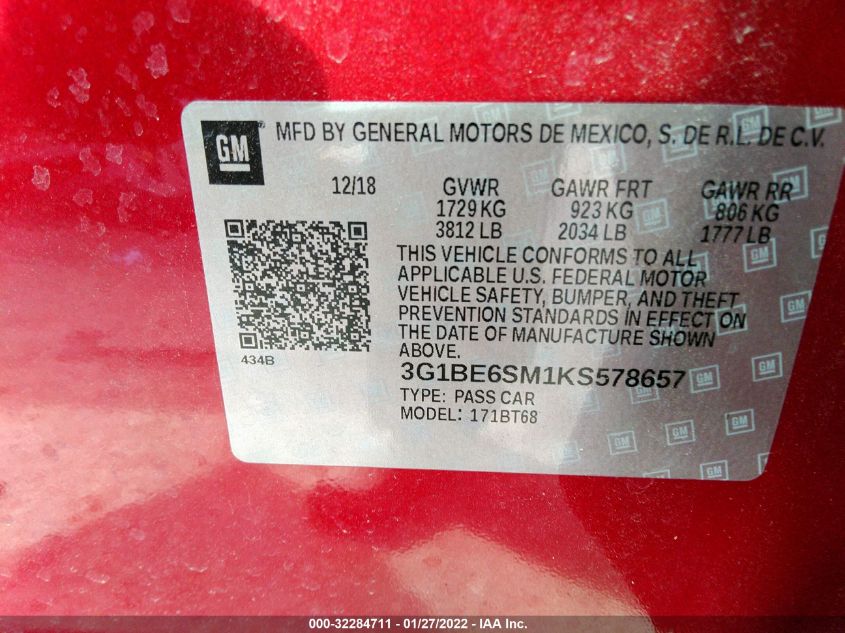 GM
® MFD BY GENERAL MOTORS DE MEXICO, S. DE R.L. DE C.V.
12/18 GVWR GAWR FRT GAWR RR
1729 KG 923 KG 806 KG
3812 LB 2034 LB 1777 LB
THIS VEHICLE CONFORMS TO ALL
APPLICABLE U.S. FEDERAL MOTOR
VEHICLE SAFETY, BUMPER, AND THEFT
PREVENTION STANDARDS IN EFFECT ON
THE DATE OF MANUFACTURE SHOWN
ABOVE.
434B
3G1BE6SM1KS578657
TYPE: PASS CAR
MODEL: 171BT68
000-32284711 - 01/27/2022 - IAA Inc.